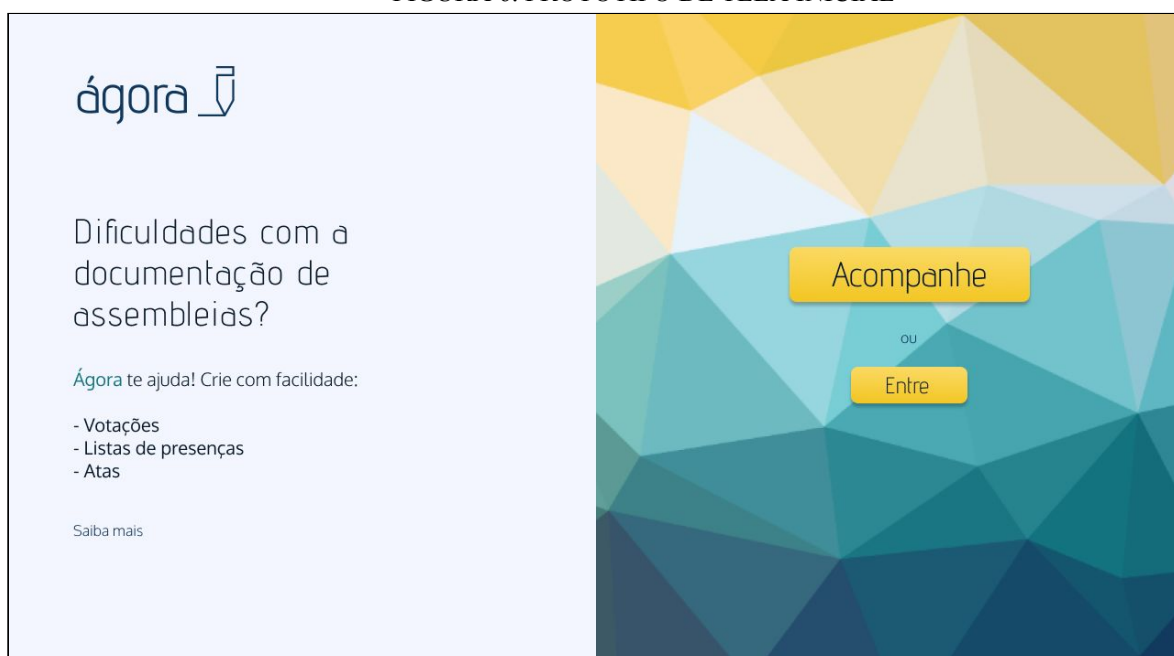 ágora
Dificuldades com a
documentação de
assembleias?
Ágora te ajuda! Crie com facilidade:
- Votações
- Listas de presenças
- Atas
Saiba mais
Acompanhe
ou
Entre